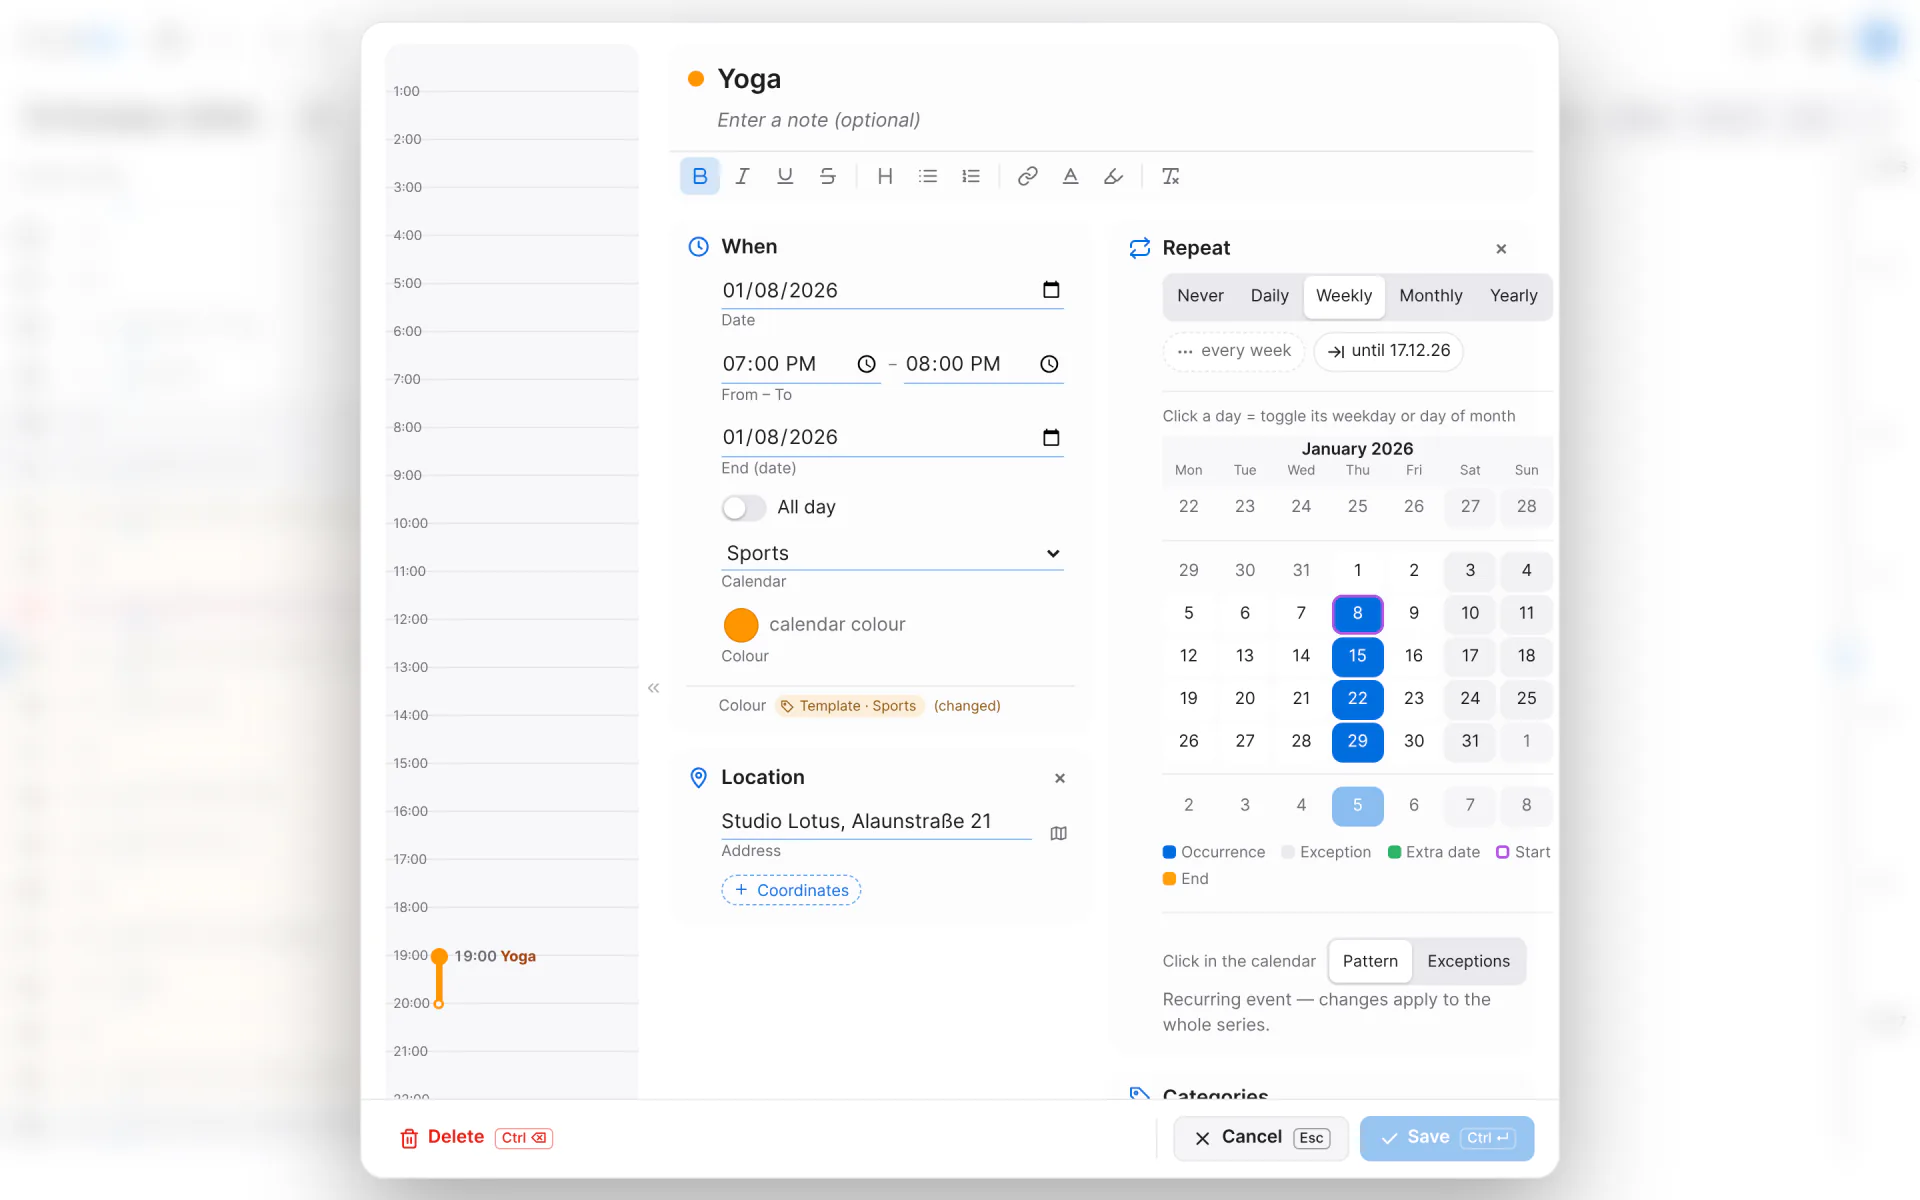 1:00
2:00
3:00
4:00
5:00
6:00
7:00
8:00
9:00
10:00
11:00
12:00
13:00
14:00
15:00
16:00
17:00
18:00
19:00 19:00 Yoga
20:00
21:00
22:00
Yoga
Enter a note (optional)
B I U S H A
When
01/08/2026
Date
07:00 PM – 08:00 PM
From – To
01/08/2026
End (date)
All day
Sports
Calendar
calendar colour
Colour
Colour Template · Sports (changed)
Location
Studio Lotus, Alaunstraße 21
Address
+ Coordinates
Repeat
Never Daily Weekly Monthly Yearly
··· every week until 17.12.26
Click a day = toggle its weekday or day of month
January 2026
Mon Tue Wed Thu Fri Sat Sun
22 23 24 25 26 27 28
29 30 31 1 2 3 4
5 6 7 8 9 10 11
12 13 14 15 16 17 18
19 20 21 22 23 24 25
26 27 28 29 30 31 1
2 3 4 5 6 7 8
Occurrence Exception Extra date Start
End
Click in the calendar Pattern Exceptions
Recurring event — changes apply to the
whole series.
Categories
Delete Ctrl ⌫
Cancel Esc
Save Ctrl ↵